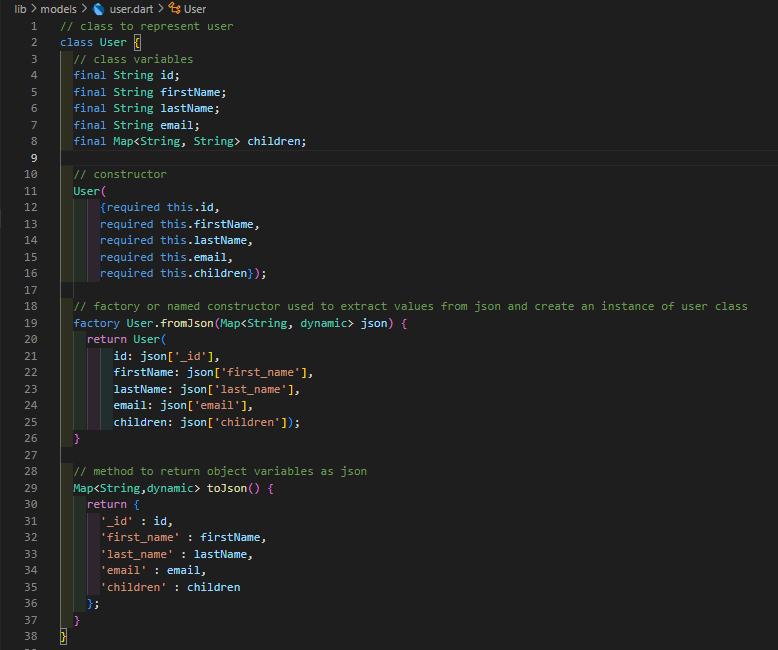 lib > models > user.dart > User
1 // class to represent user
2 class User {
3 // class variables
4 final String id;
5 final String firstName;
6 final String lastName;
7 final String email;
8 final Map<String, String> children;
9
10 // constructor
11 User(
12 {required this.id,
13 required this.firstName,
14 required this.lastName,
15 required this.email,
16 required this.children});
17
18 // factory or named constructor used to extract values from json and create an instance of user class
19 factory User.fromJson(Map<String, dynamic> json) {
20 return User(
21 id: json['_id'],
22 firstName: json['first_name'],
23 lastName: json['last_name'],
24 email: json['email'],
25 children: json['children']);
26 }
27
28 // method to return object variables as json
29 Map<String,dynamic> toJson() {
30 return {
31 '_id' : id,
32 'first_name' : firstName,
33 'last_name' : lastName,
34 'email' : email,
35 'children' : children
36 };
37 }
38 }